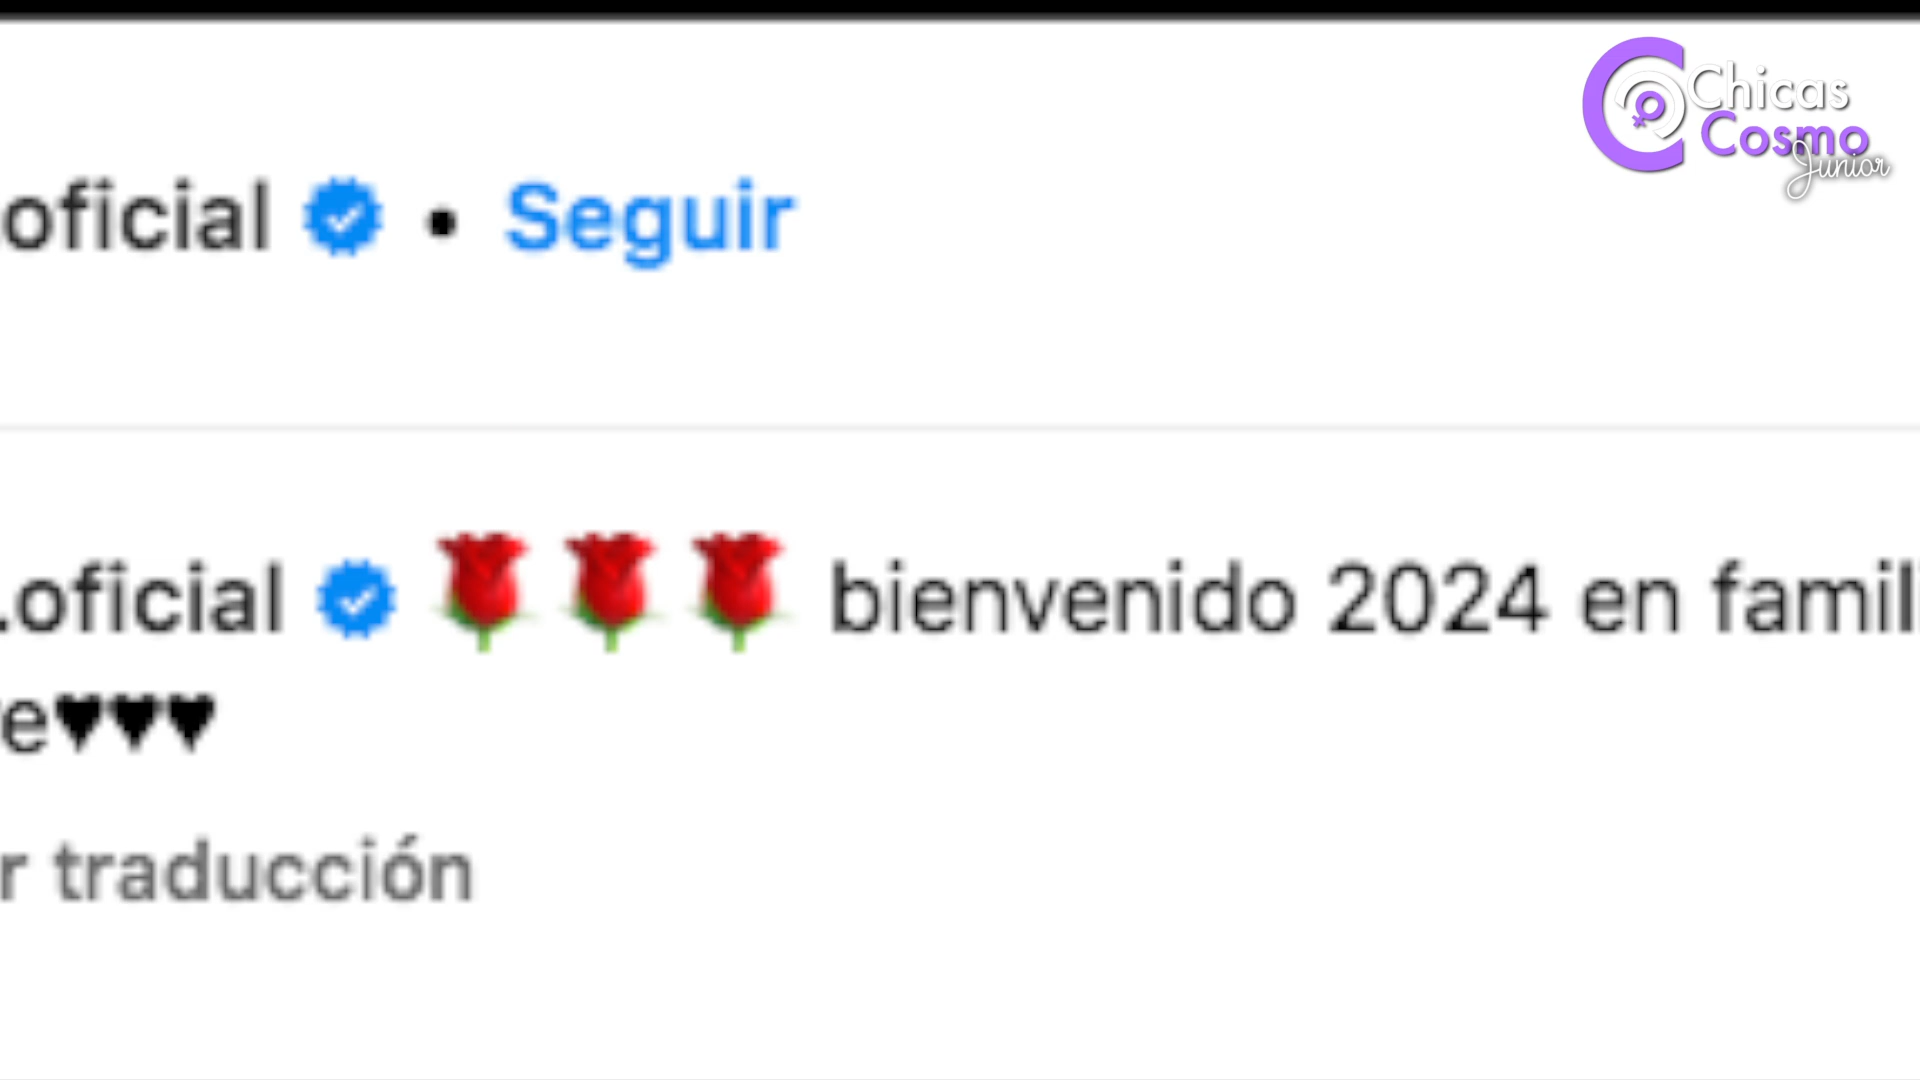 Chicas
Cosmo
Junior
.oficial • Seguir
.oficial 🌹🌹🌹 bienvenido 2024 en famil
e♥♥♥
r traducción